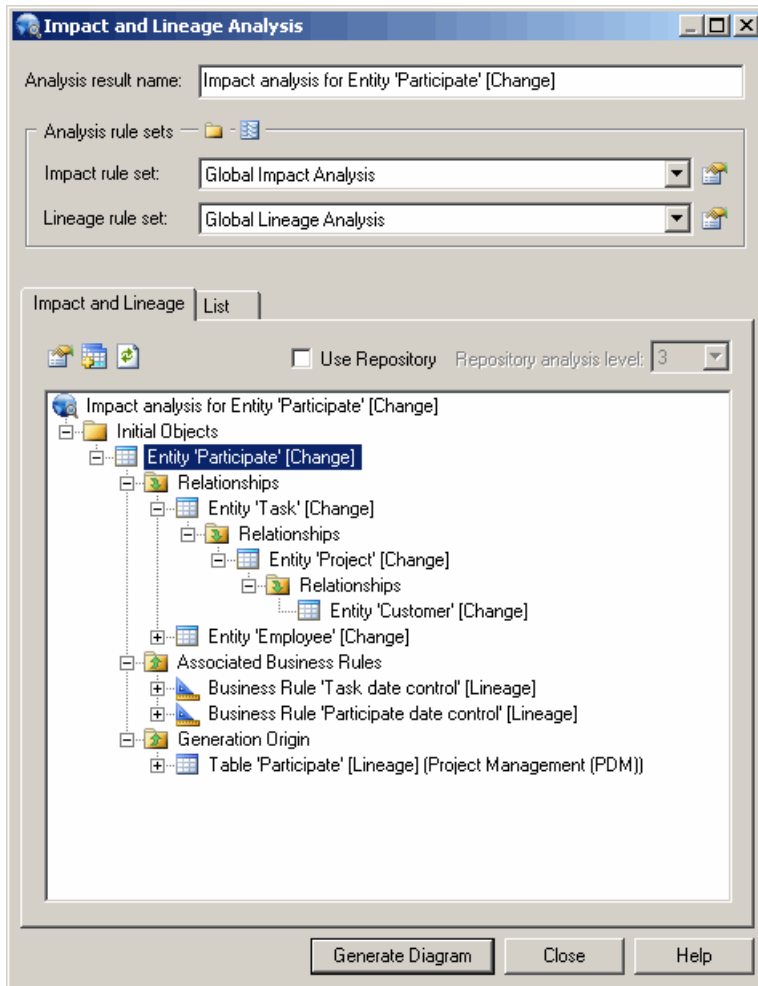 Impact and Lineage Analysis
Analysis result name: Impact analysis for Entity 'Participate' [Change]
Analysis rule sets
Impact rule set: Global Impact Analysis
Lineage rule set: Global Lineage Analysis
Impact and Lineage List
Use Repository Repository analysis level: 3
Impact analysis for Entity 'Participate' [Change]
Initial Objects
Entity 'Participate' [Change]
Relationships
Entity 'Task' [Change]
Relationships
Entity 'Project' [Change]
Relationships
Entity 'Customer' [Change]
Entity 'Employee' [Change]
Associated Business Rules
Business Rule 'Task date control' [Lineage]
Business Rule 'Participate date control' [Lineage]
Generation Origin
Table 'Participate' [Lineage] (Project Management (PDM))
Generate Diagram Close Help